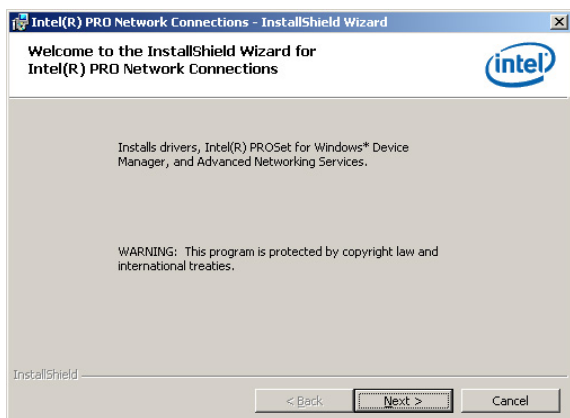 Intel(R) PRO Network Connections - InstallShield Wizard
Welcome to the InstallShield Wizard for
Intel(R) PRO Network Connections
intel
Installs drivers, Intel(R) PROSet for Windows* Device
Manager, and Advanced Networking Services.
WARNING: This program is protected by copyright law and
international treaties.
InstallShield
< Back
Next >
Cancel